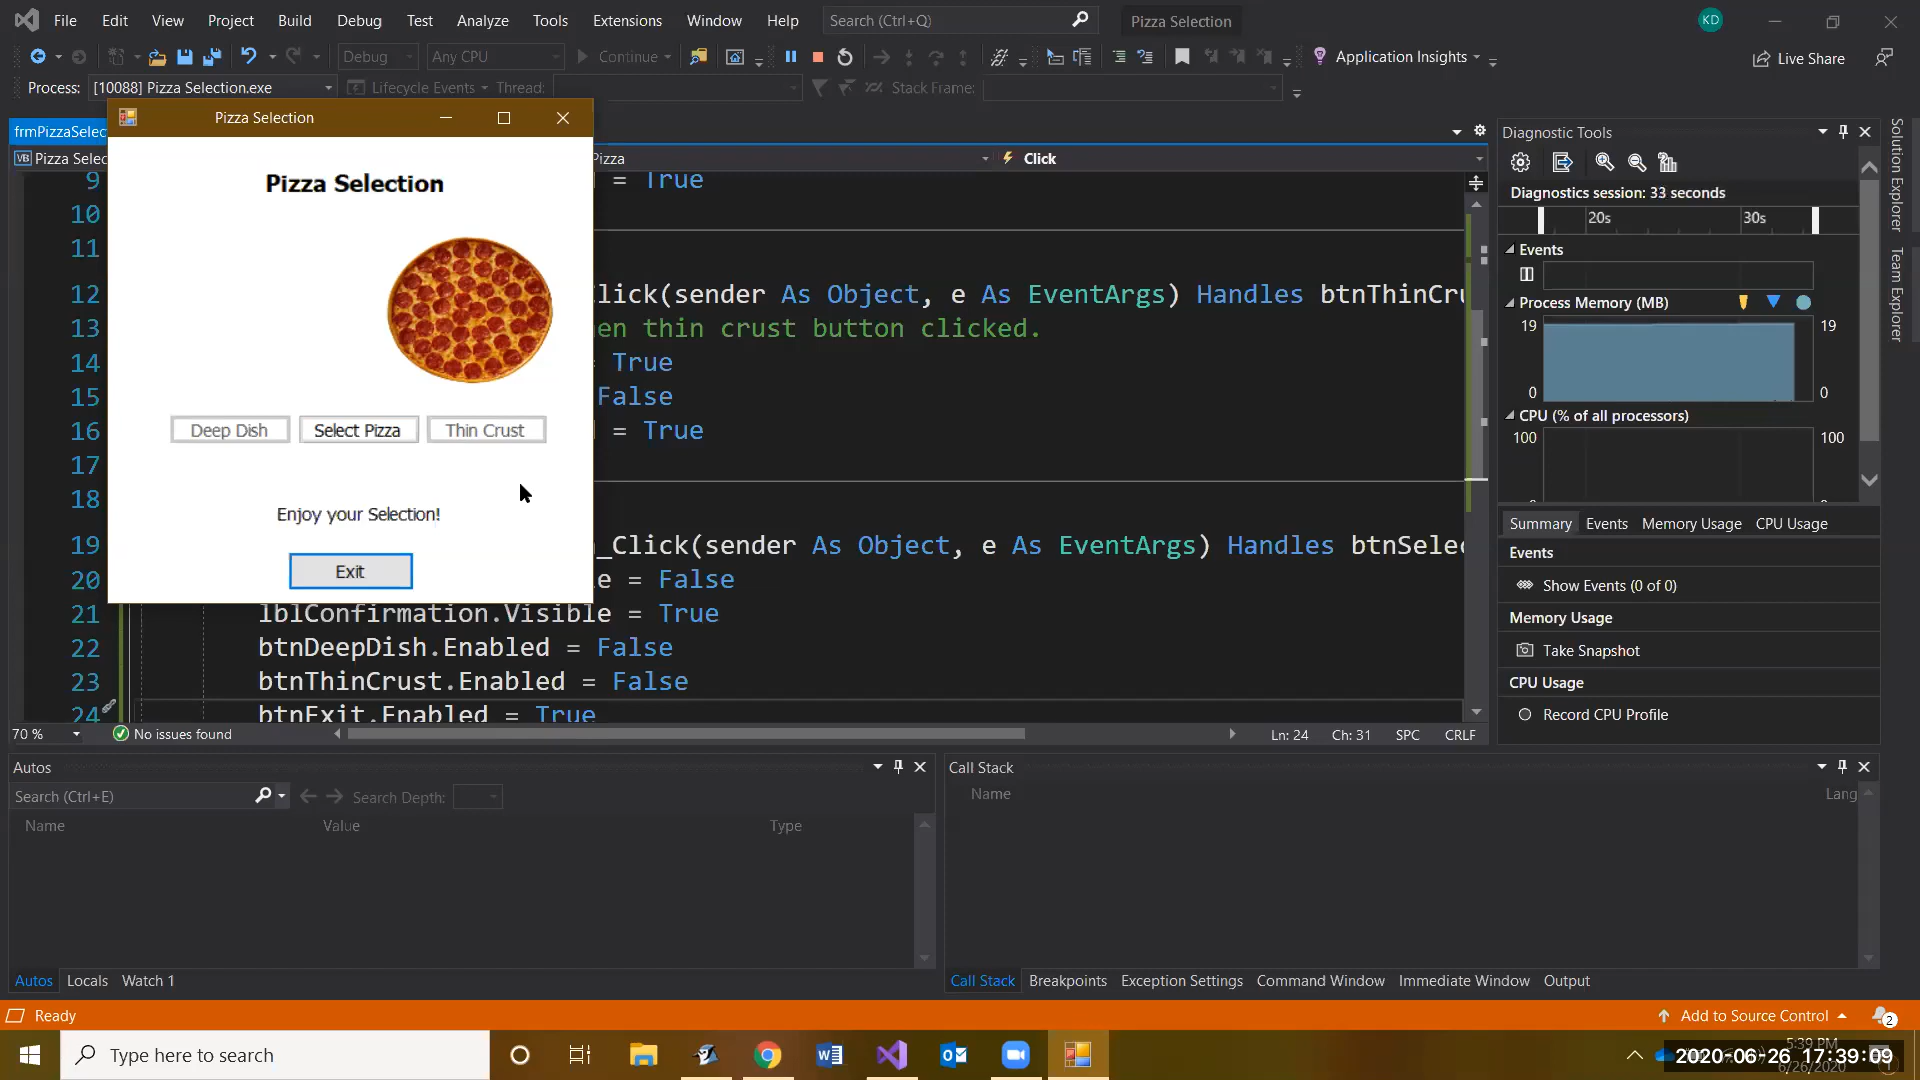 File Edit View Project Build Debug Test Analyze Tools Extensions Window Help Search (Ctrl+Q) Pizza Selection KD
Debug Any CPU Continue Application Insights Live Share
Process: [10088] Pizza Selection.exe Lifecycle Events Thread: Stack Frame:
Pizza Selection
frmPizzaSelec
VB Pizza Selec
Pizza Click
Pizza Selection
Deep Dish Select Pizza Thin Crust
Enjoy your Selection!
Exit
9 = True
10
11
12 Click(sender As Object, e As EventArgs) Handles btnThinCru
13 en thin crust button clicked.
14 = True
15 False
16 = True
17
18
19 _Click(sender As Object, e As EventArgs) Handles btnSelec
20 e = False
21 lblConfirmation.Visible = True
22 btnDeepDish.Enabled = False
23 btnThinCrust.Enabled = False
24 btnExit.Enabled = True
70 % No issues found Ln: 24 Ch: 31 SPC CRLF
Diagnostic Tools
Diagnostics session: 33 seconds
20s 30s
Events
Process Memory (MB)
19 19
0 0
CPU (% of all processors)
100 100
Summary Events Memory Usage CPU Usage
Events
Show Events (0 of 0)
Memory Usage
Take Snapshot
CPU Usage
Record CPU Profile
Solution Explorer
Team Explorer
Autos
Search (Ctrl+E) Search Depth:
Name Value Type
Autos Locals Watch 1
Call Stack
Name Lang
Call Stack Breakpoints Exception Settings Command Window Immediate Window Output
Ready Add to Source Control 2
Type here to search
5:39 PM
2020-06-26 17:39:09
6/26/2020